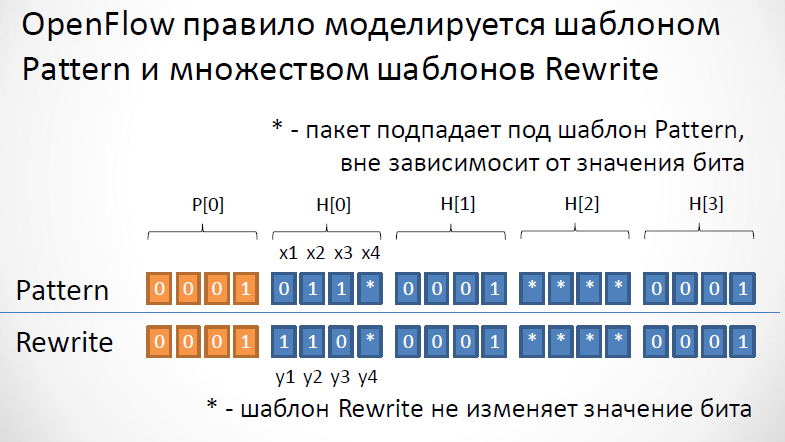 OpenFlow правило моделируется шаблоном
Pattern и множеством шаблонов Rewrite
* - пакет подпадает под шаблон Pattern,
вне зависимосит от значения бита
P[0] H[0] H[1] H[2] H[3]
x1 x2 x3 x4
Pattern 0 0 0 1 0 1 1 * 0 0 0 1 * * * * 0 0 0 1
Rewrite 0 0 0 1 1 1 0 * 0 0 0 1 * * * * 0 0 0 1
y1 y2 y3 y4
* - шаблон Rewrite не изменяет значение бита